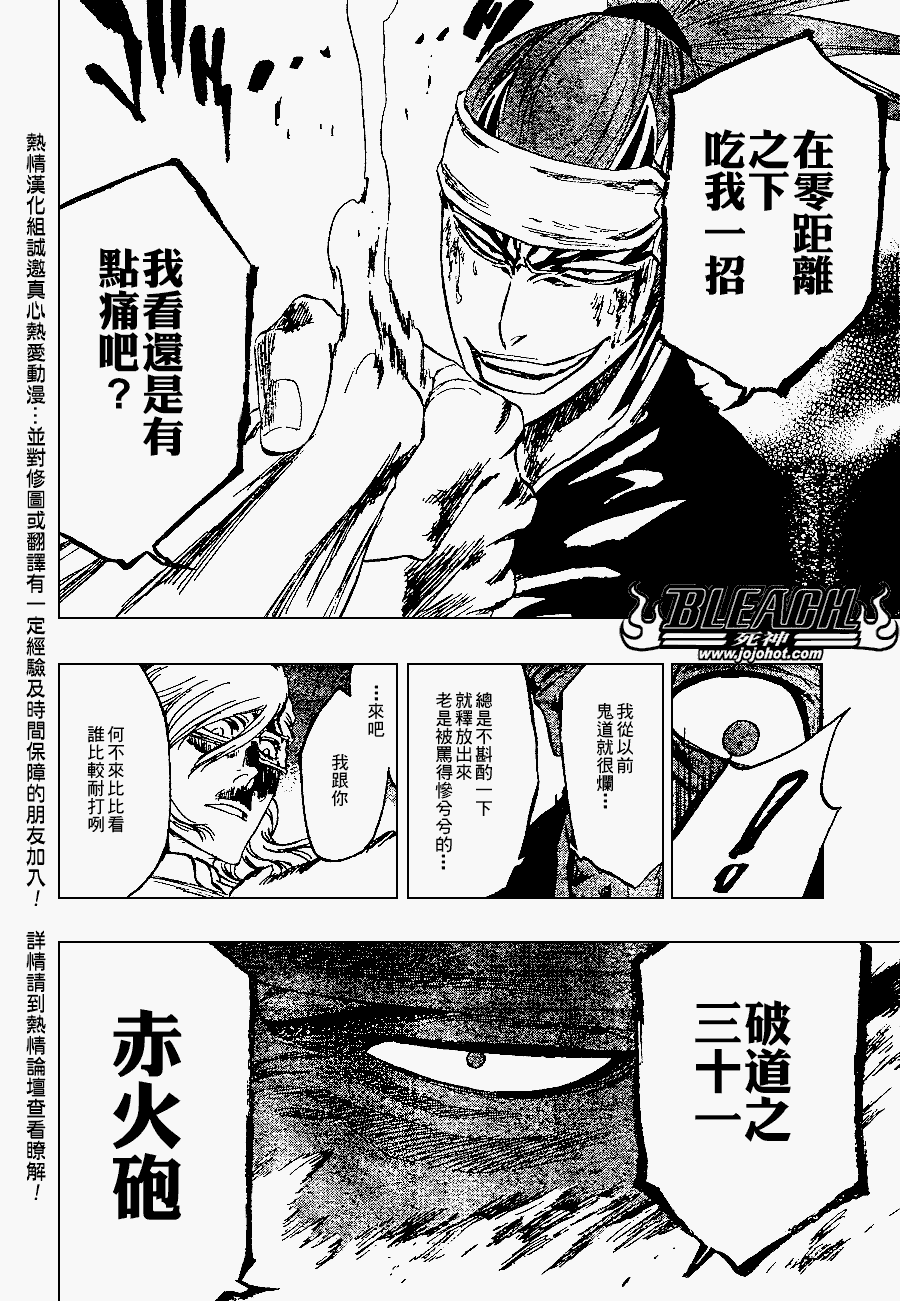 在零距離
之下
吃我一招
我看還是有
點痛吧？
BLEACH
死神
www.jojohot.com
！
我從以前
鬼道就很爛…
總是不斟酌一下
就釋放出來
老是被罵得慘兮兮的…
…來吧
我跟你
何不來比比看
誰比較耐打咧
破道之
三十一
赤火砲
熱情漢化組誠邀真心熱愛動漫…並對修圖或翻譯有一定經驗及時間保障的朋友加入！ 詳情請到熱情論壇查看瞭解！